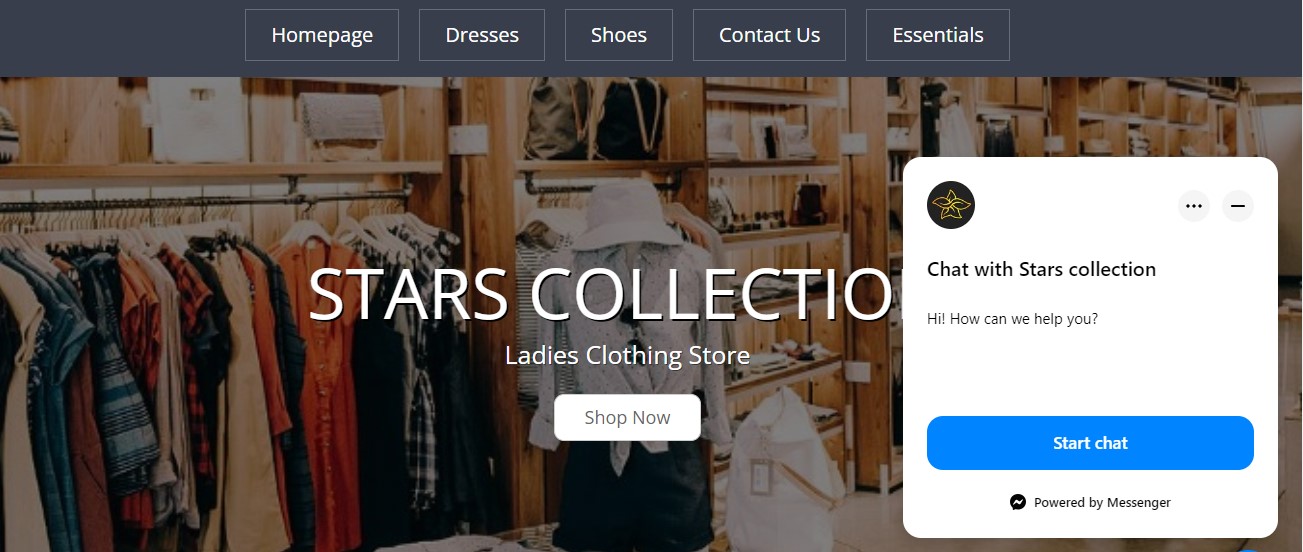 Homepage
Dresses
Shoes
Contact Us
Essentials
STARS COLLECTIO
Ladies Clothing Store
Shop Now
Chat with Stars collection
Hi! How can we help you?
Start chat
Powered by Messenger